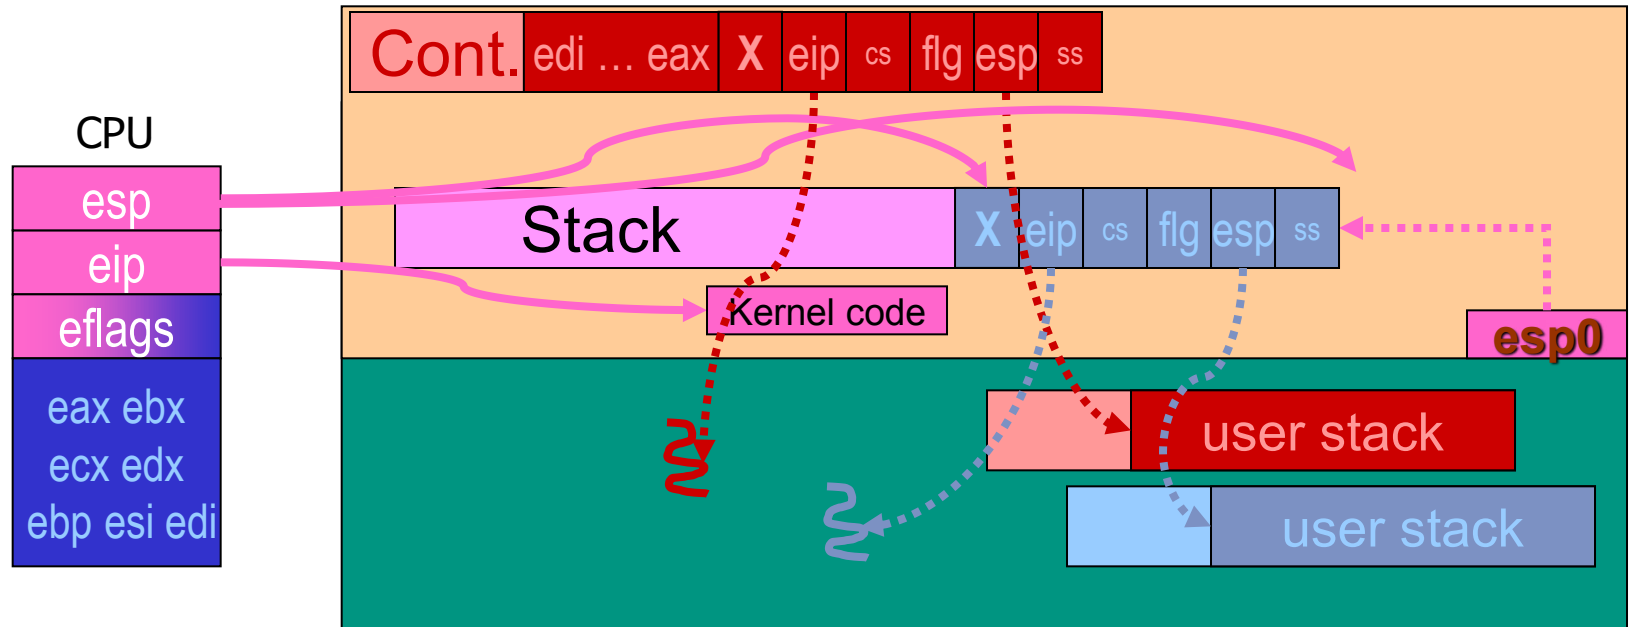 Cont. edi … eax X eip cs flg esp ss
CPU
esp
eip
eflags
eax ebx
ecx edx
ebp esi edi
Stack X eip cs flg esp ss
Kernel code
esp0
user stack
user stack